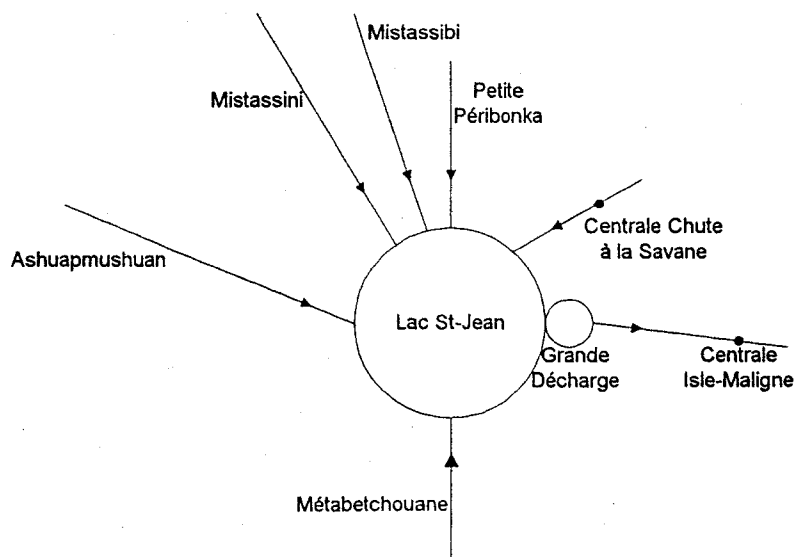 Mistassibi
Mistassini
Petite
Péribonka
Centrale Chute
à la Savane
Ashuapmushuan
Lac St-Jean
Grande
Décharge
Centrale
Isle-Maligne
Métabetchouane